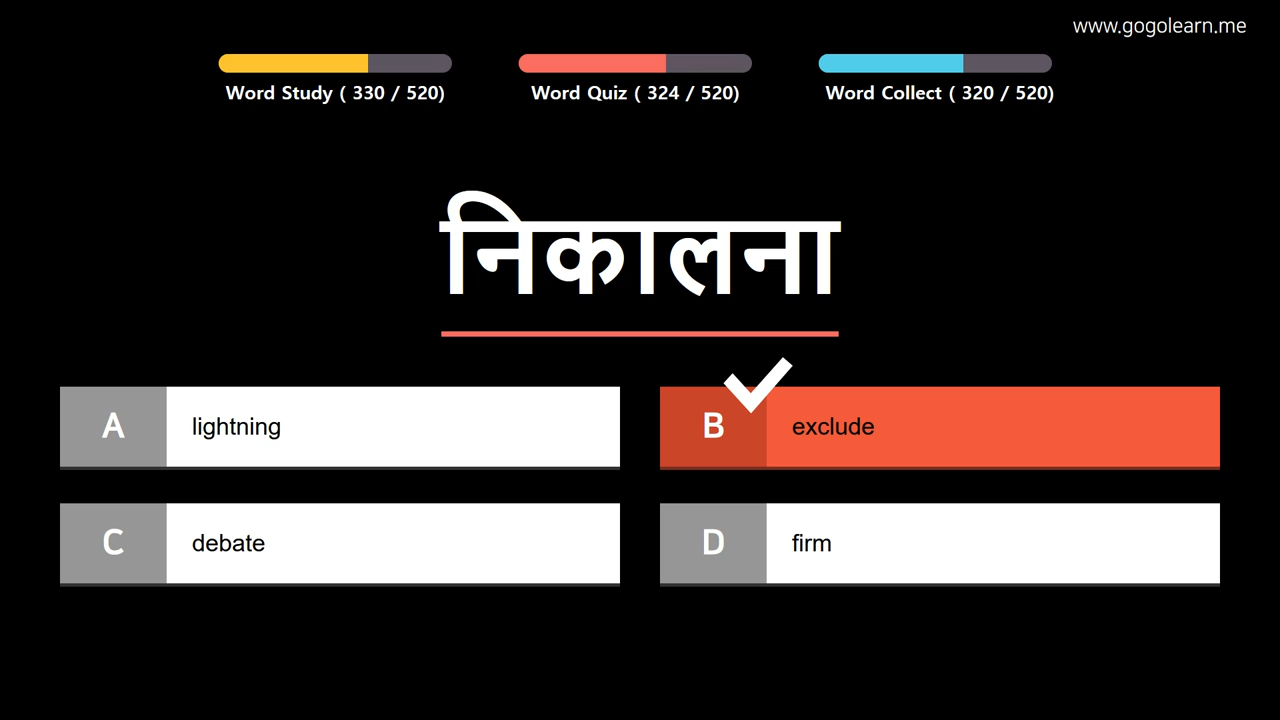 www.gogolearn.me
Word Study ( 330 / 520)
Word Quiz ( 324 / 520)
Word Collect ( 320 / 520)
निकालना
A lightning
B exclude
C debate
D firm